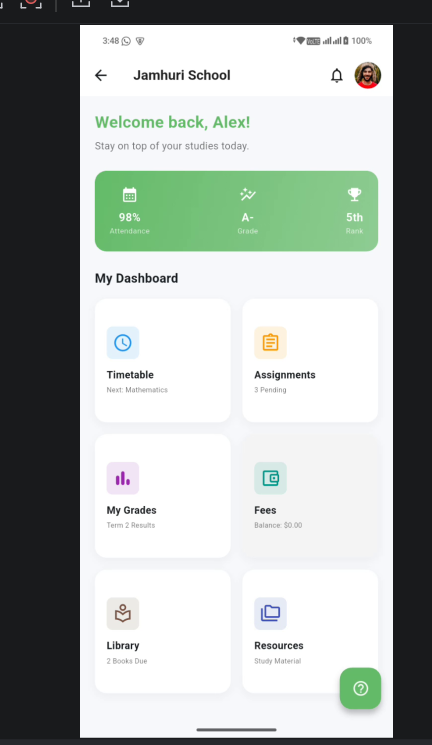 3:48
100%
Jamhuri School
Welcome back, Alex!
Stay on top of your studies today.
98%
A-
5th
Attendance
Grade
Rank
My Dashboard
Timetable
Next: Mathematics
Assignments
3 Pending
My Grades
Term 2 Results
Fees
Balance: $0.00
Library
2 Books Due
Resources
Study Material